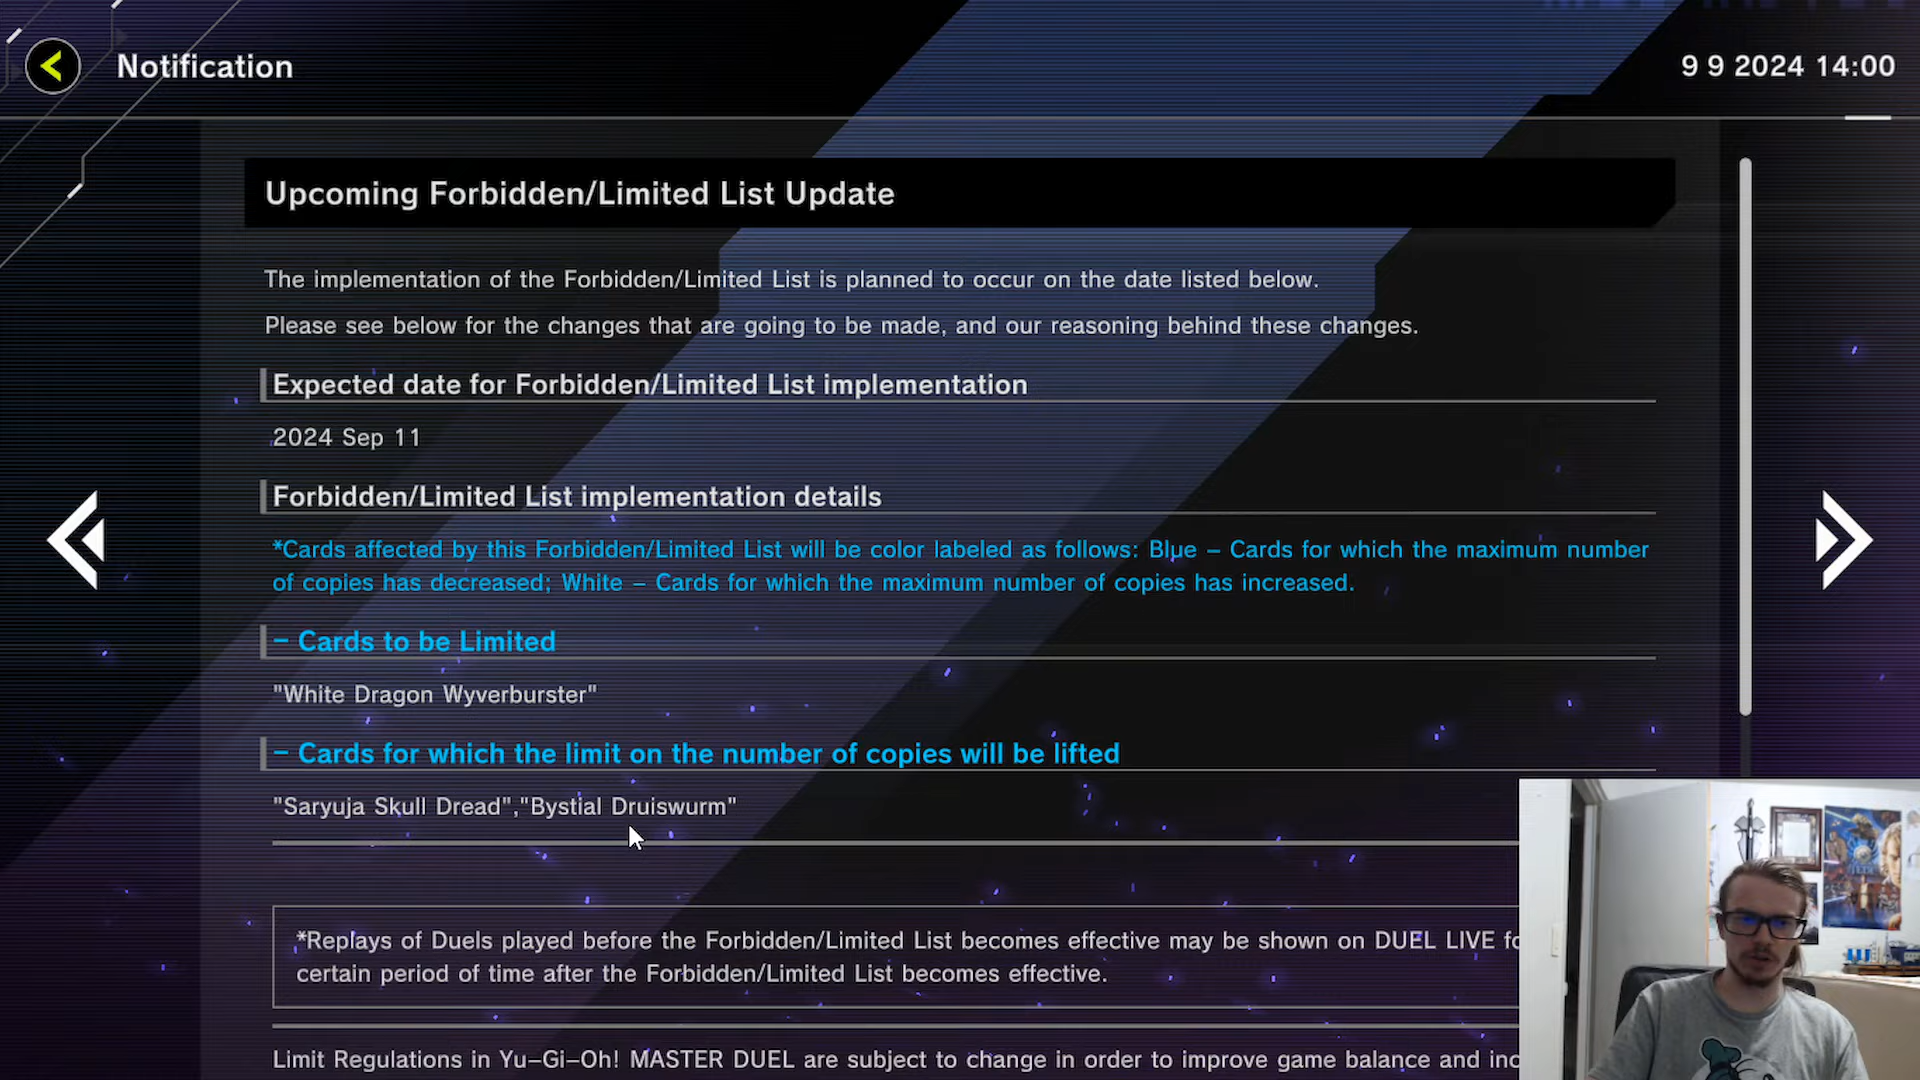 Notification
9 9 2024 14:00
Upcoming Forbidden/Limited List Update
The implementation of the Forbidden/Limited List is planned to occur on the date listed below.
Please see below for the changes that are going to be made, and our reasoning behind these changes.
Expected date for Forbidden/Limited List implementation
2024 Sep 11
Forbidden/Limited List implementation details
*Cards affected by this Forbidden/Limited List will be color labeled as follows: Blue – Cards for which the maximum number
of copies has decreased; White – Cards for which the maximum number of copies has increased.
– Cards to be Limited
"White Dragon Wyverburster"
– Cards for which the limit on the number of copies will be lifted
"Saryuja Skull Dread","Bystial Druiswurm"
*Replays of Duels played before the Forbidden/Limited List becomes effective may be shown on DUEL LIVE
certain period of time after the Forbidden/Limited List becomes effective.
Limit Regulations in Yu–Gi–Oh! MASTER DUEL are subject to change in order to improve game balance and